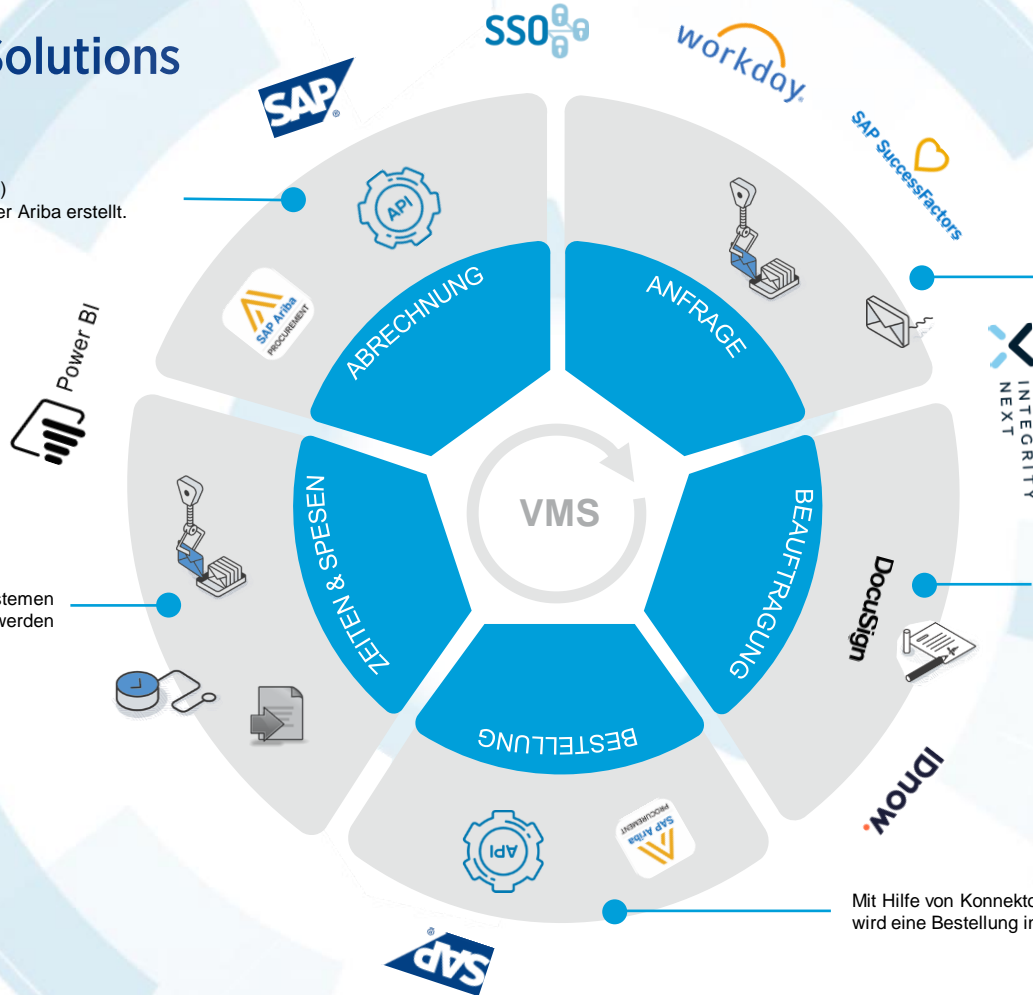 Solutions
SSO
workday.
SAP
®
SAP SuccessFactors
)
er Ariba erstellt.
API
SAP Ariba
PROCUREMENT
ABRECHNUNG
ANFRAGE
Power BI
INTEGRITY
NEXT
VMS
ZEITEN & SPESEN
BEAUFTRAGUNG
stemen
werden
DocuSign
BESTELLUNG
IDnow.
API
SAP Ariba
PROCUREMENT
Mit Hilfe von Konnekto
wird eine Bestellung in
SAP
®